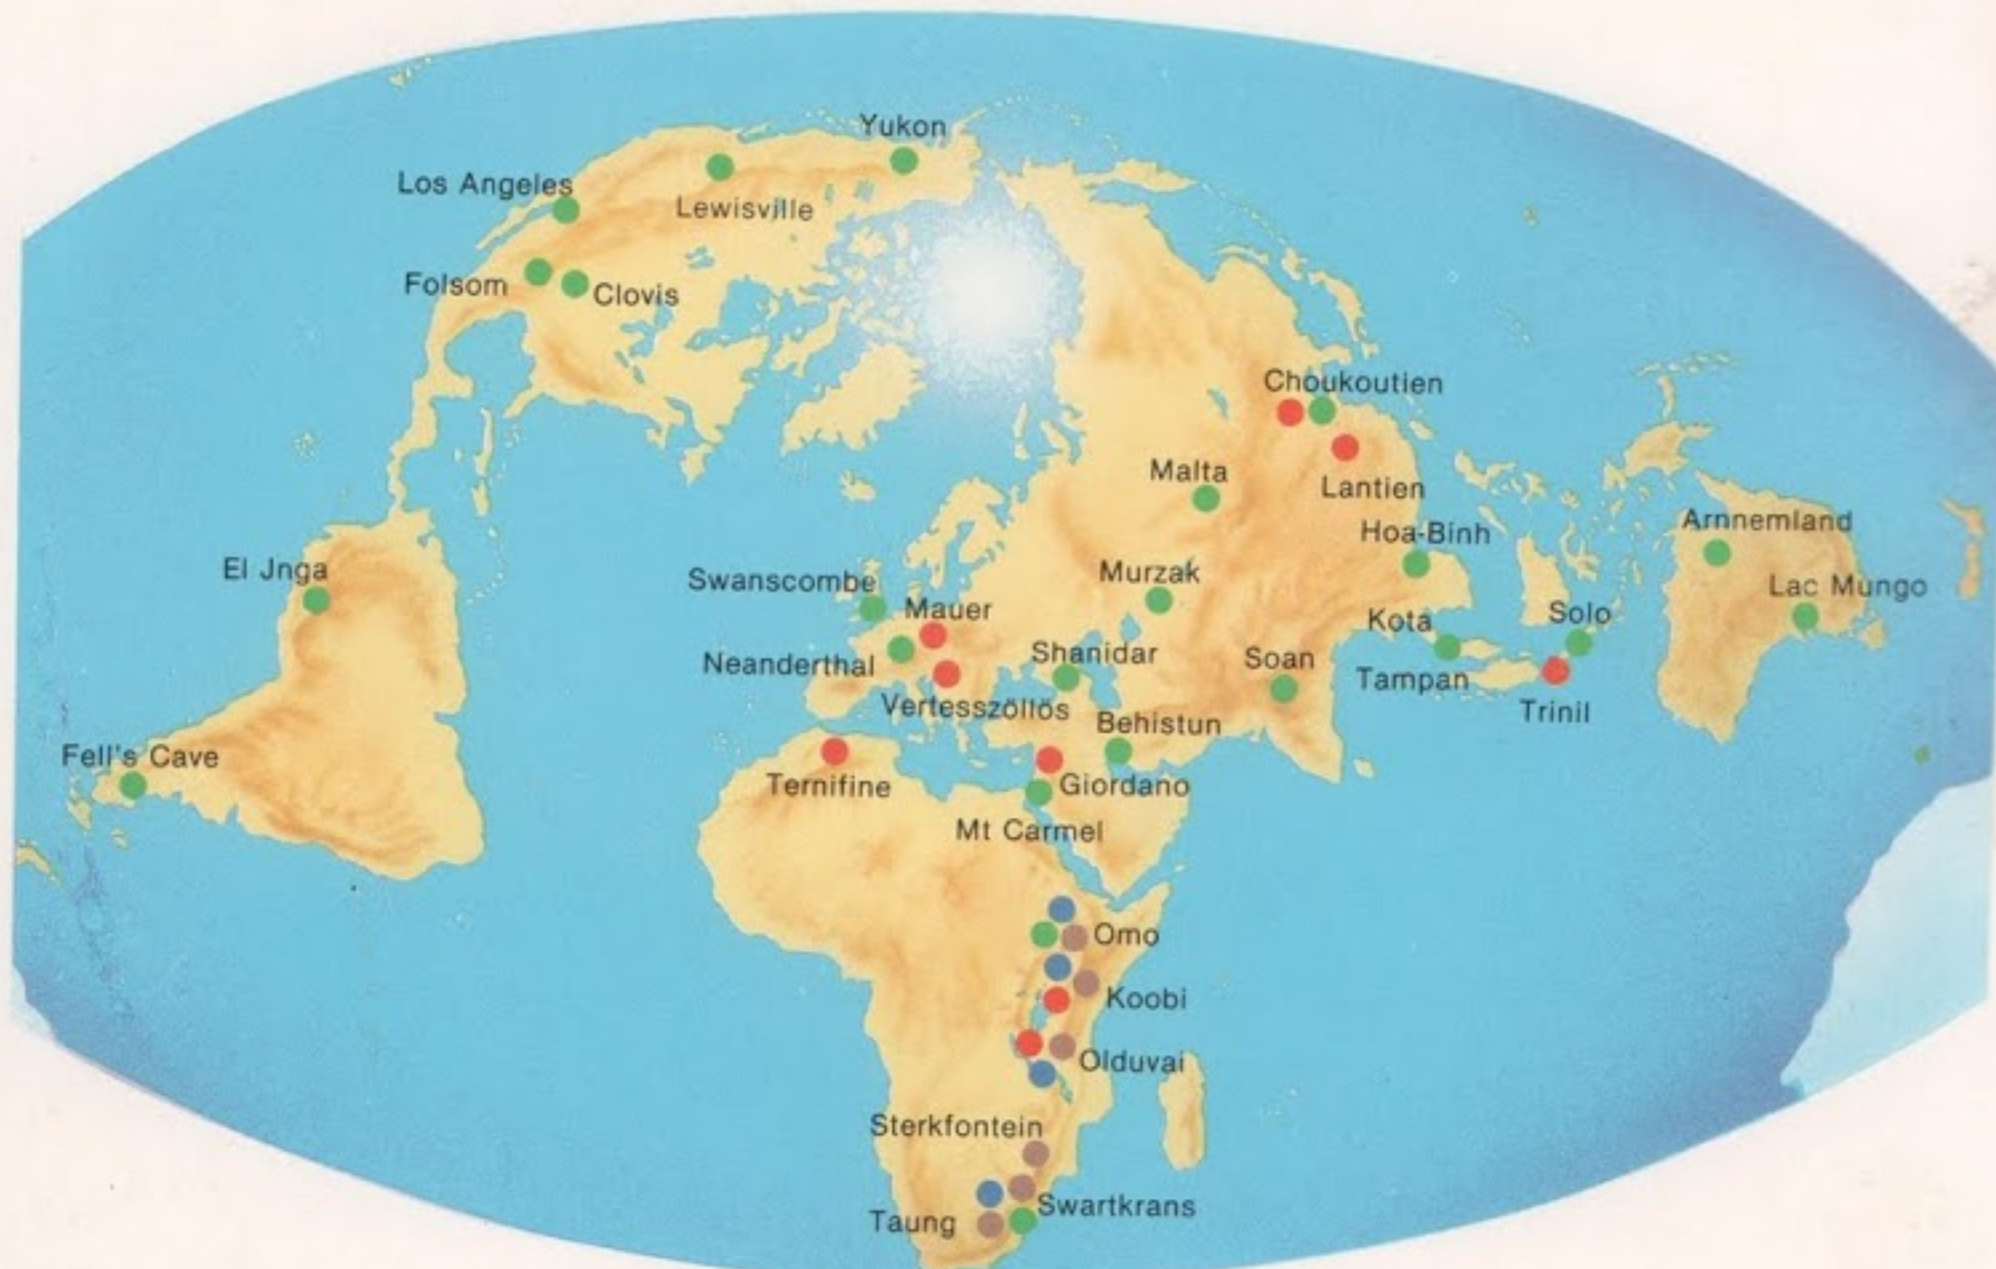 Yukon
Los Angeles
Lewisville
Folsom
Clovis
Choukoutien
Malta
Lantien
Arnnemland
Hoa-Binh
El Jnga
Swanscombe
Murzak
Lac Mungo
Mauer
Kota
Solo
Neanderthal
Shanidar
Soan
Tampan
Vertesszöllös
Trinil
Behistun
Fell's Cave
Ternifine
Giordano
Mt Carmel
Omo
Koobi
Olduvai
Sterkfontein
Swartkrans
Taung